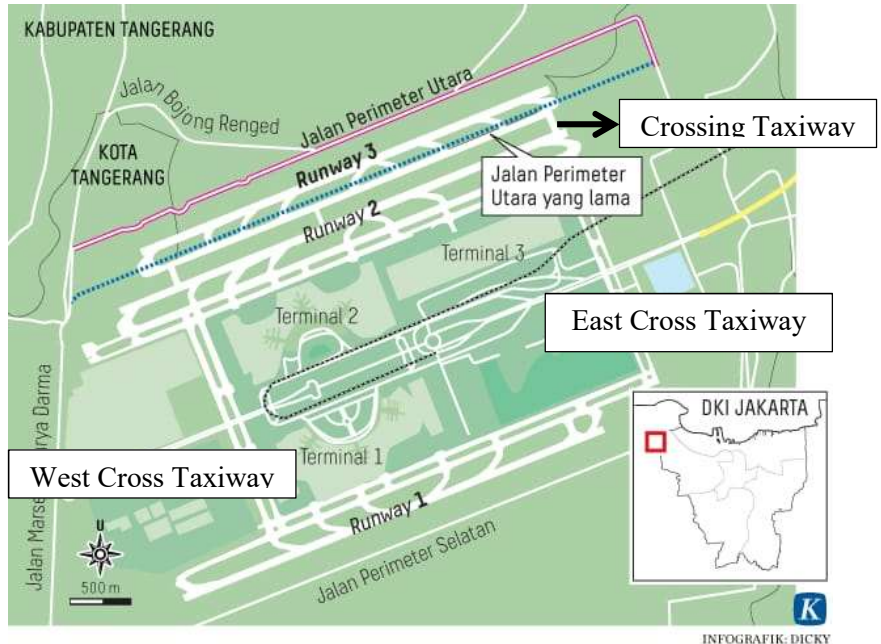 KABUPATEN TANGERANG
Jalan Bojong Renged
Jalan Perimeter Utara
Crossing Taxiway
KOTA
TANGERANG
Runway 3
Jalan Perimeter
Utara yang lama
Runway 2
Terminal 3
Terminal 2
East Cross Taxiway
DKI JAKARTA
Terminal 1
West Cross Taxiway
Runway 1
Jalan Marse
urya Darma
Jalan Perimeter Selatan
U
500 m
K
INFOGRAFIK: DICKY